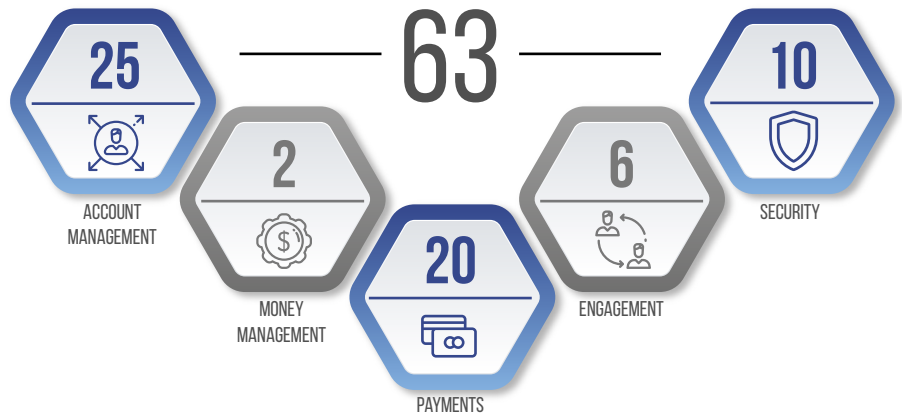 63
25
ACCOUNT
MANAGEMENT
2
$
MONEY
MANAGEMENT
20
PAYMENTS
6
ENGAGEMENT
10
SECURITY